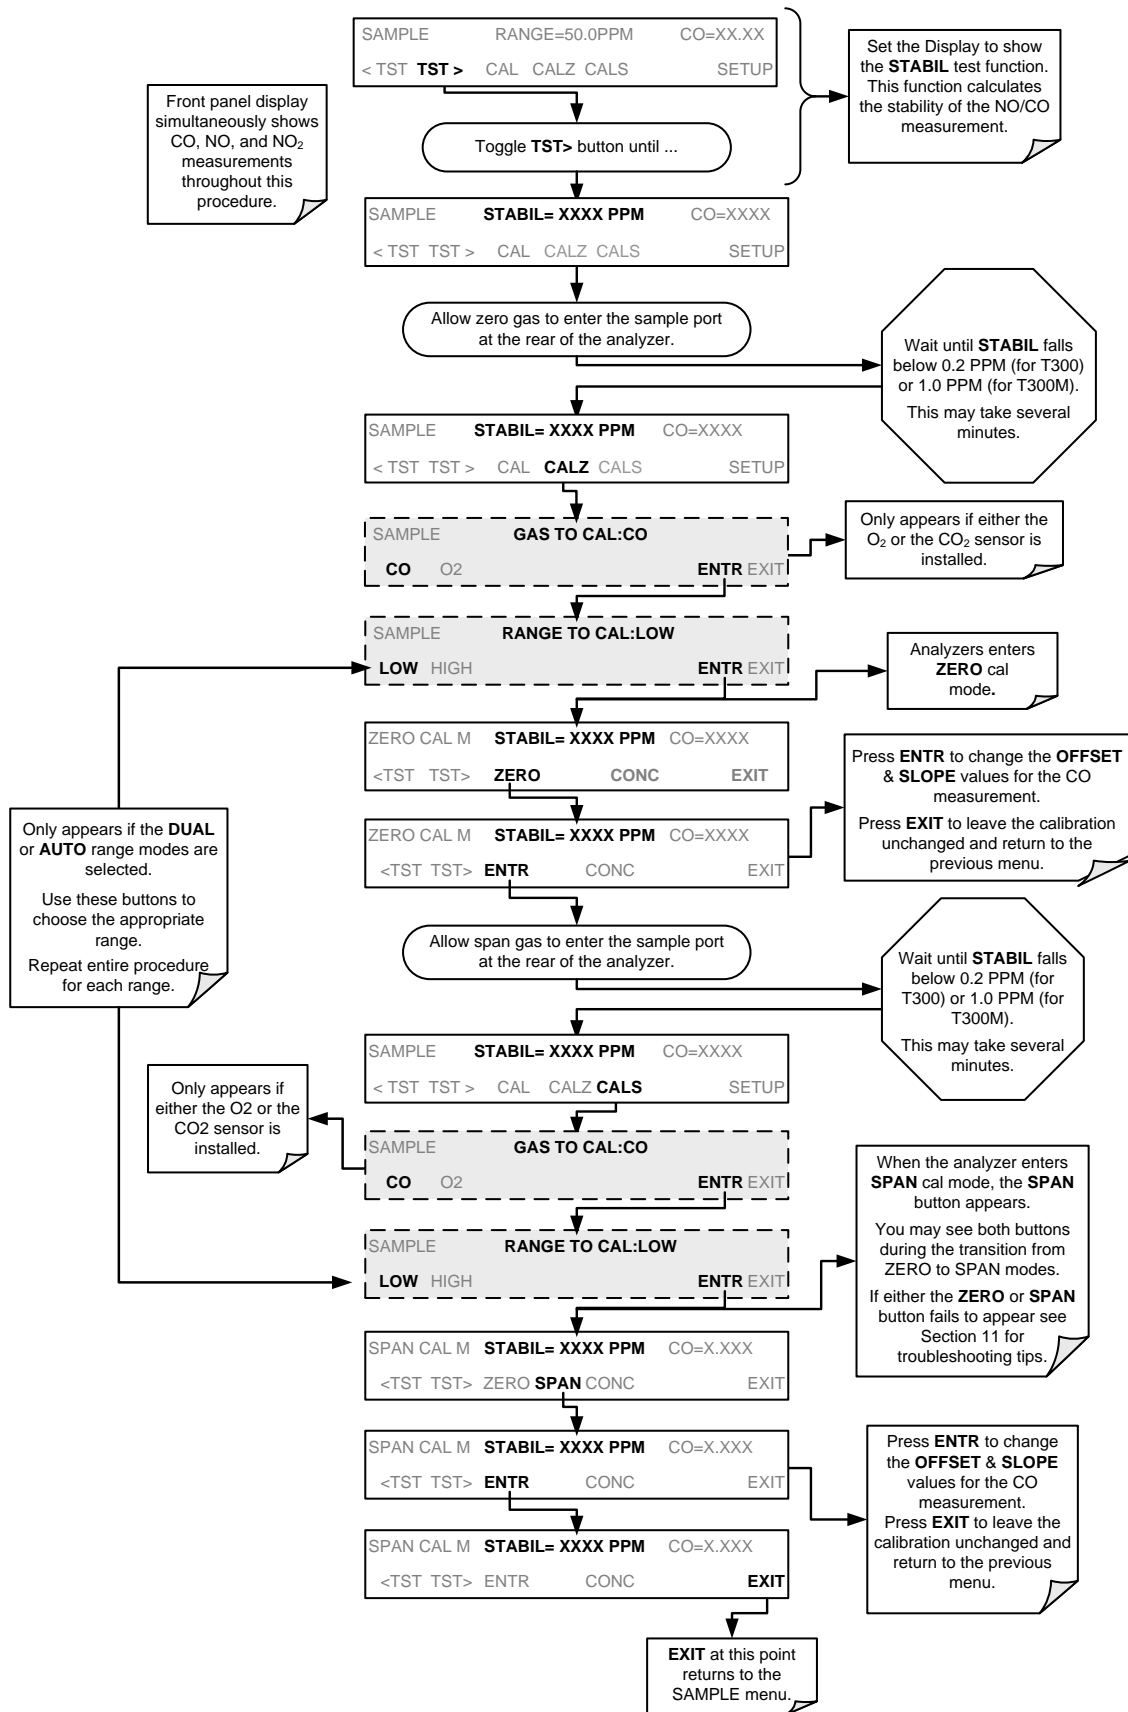 SAMPLE RANGE=50.0PPM CO=XX.XX
< TST TST > CAL CALZ CALS SETUP
Set the Display to show
the STABIL test function.
This function calculates
the stability of the NO/CO
measurement.
Front panel display
simultaneously shows
CO, NO, and NO2
measurements
throughout this
procedure.
Toggle TST> button until ...
SAMPLE STABIL= XXXX PPM CO=XXXX
< TST TST > CAL CALZ CALS SETUP
Allow zero gas to enter the sample port
at the rear of the analyzer.
Wait until STABIL falls
below 0.2 PPM (for T300)
or 1.0 PPM (for T300M).
This may take several
minutes.
SAMPLE STABIL= XXXX PPM CO=XXXX
< TST TST > CAL CALZ CALS SETUP
SAMPLE GAS TO CAL:CO
CO O2 ENTR EXIT
Only appears if either the
O2 or the CO2 sensor is
installed.
SAMPLE RANGE TO CAL:LOW
LOW HIGH ENTR EXIT
Analyzers enters
ZERO cal
mode.
ZERO CAL M STABIL= XXXX PPM CO=XXXX
<TST TST> ZERO CONC EXIT
Press ENTR to change the OFFSET
& SLOPE values for the CO
measurement.
Press EXIT to leave the calibration
unchanged and return to the
previous menu.
Only appears if the DUAL
or AUTO range modes are
selected.
Use these buttons to
choose the appropriate
range.
Repeat entire procedure
for each range.
ZERO CAL M STABIL= XXXX PPM CO=XXXX
<TST TST> ENTR CONC EXIT
Allow span gas to enter the sample port
at the rear of the analyzer.
Wait until STABIL falls
below 0.2 PPM (for
T300) or 1.0 PPM (for
T300M).
This may take several
minutes.
SAMPLE STABIL= XXXX PPM CO=XXXX
< TST TST > CAL CALZ CALS SETUP
Only appears if
either the O2 or the
CO2 sensor is
installed.
SAMPLE GAS TO CAL:CO
CO O2 ENTR EXIT
When the analyzer enters
SPAN cal mode, the SPAN
button appears.
You may see both buttons
during the transition from
ZERO to SPAN modes.
If either the ZERO or SPAN
button fails to appear see
Section 11 for
troubleshooting tips.
SAMPLE RANGE TO CAL:LOW
LOW HIGH ENTR EXIT
SPAN CAL M STABIL= XXXX PPM CO=X.XXX
<TST TST> ZERO SPAN CONC EXIT
SPAN CAL M STABIL= XXXX PPM CO=X.XXX
<TST TST> ENTR CONC EXIT
Press ENTR to change
the OFFSET & SLOPE
values for the CO
measurement.
Press EXIT to leave the
calibration unchanged and
return to the previous
menu.
SPAN CAL M STABIL= XXXX PPM CO=X.XXX
<TST TST> ENTR CONC EXIT
EXIT at this point
returns to the
SAMPLE menu.